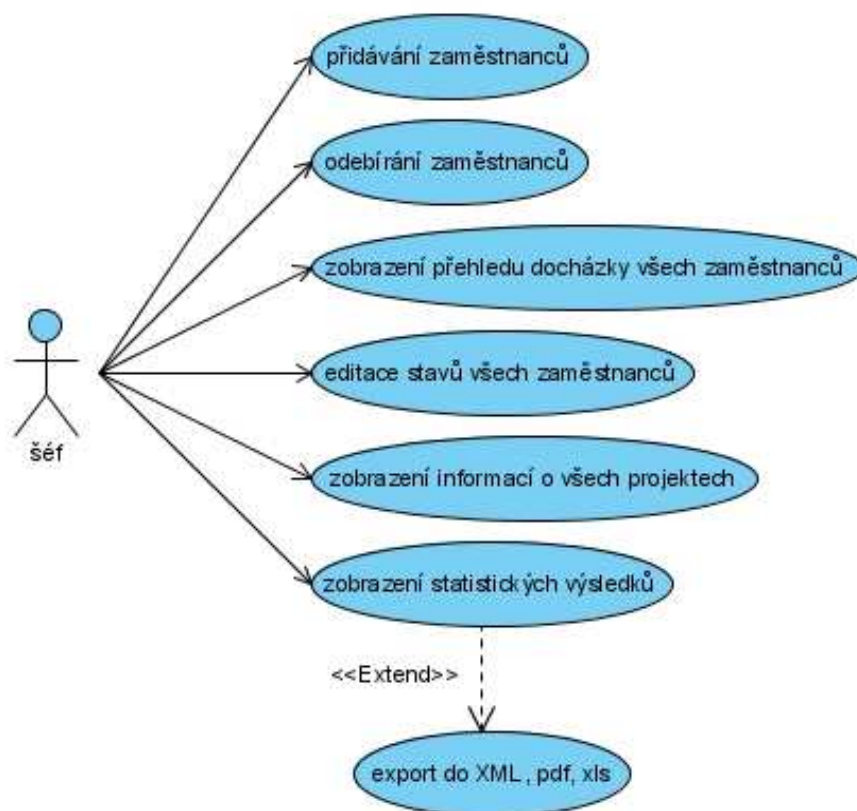 přidávání zaměstnanců
odebírání zaměstnanců
zobrazení přehledu docházky všech zaměstnanců
editace stavů všech zaměstnanců
šéf
zobrazení informací o všech projektech
zobrazení statistických výsledků
<<Extend>>
export do XML, pdf, xls